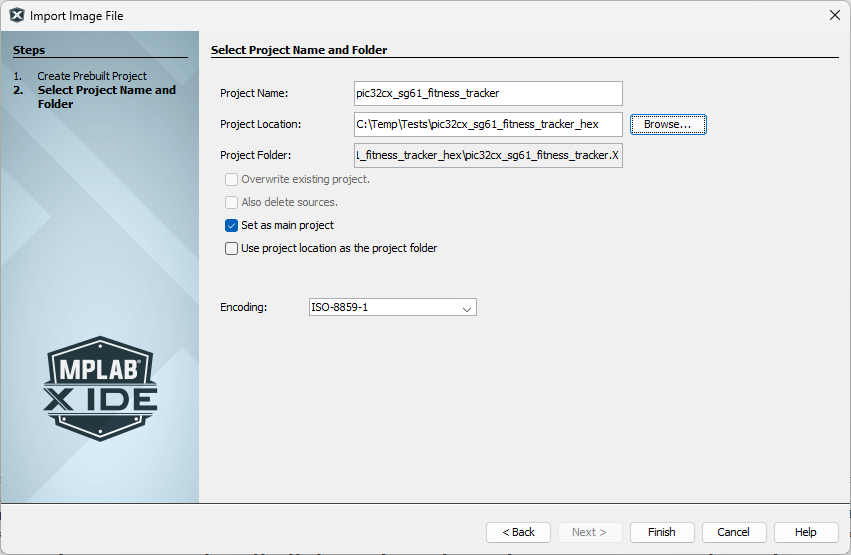 Import Image File
Steps
1. Create Prebuilt Project
2. Select Project Name and
Folder
Select Project Name and Folder
Project Name: pic32cx_sg61_fitness_tracker
Project Location: C:\Temp\Tests\pic32cx_sg61_fitness_tracker_hex Browse...
Project Folder: _fitness_tracker_hex\pic32cx_sg61_fitness_tracker.X
Overwrite existing project.
Also delete sources.
Set as main project
Use project location as the project folder
Encoding: ISO-8859-1
MPLAB®
X IDE
< Back Next > Finish Cancel Help